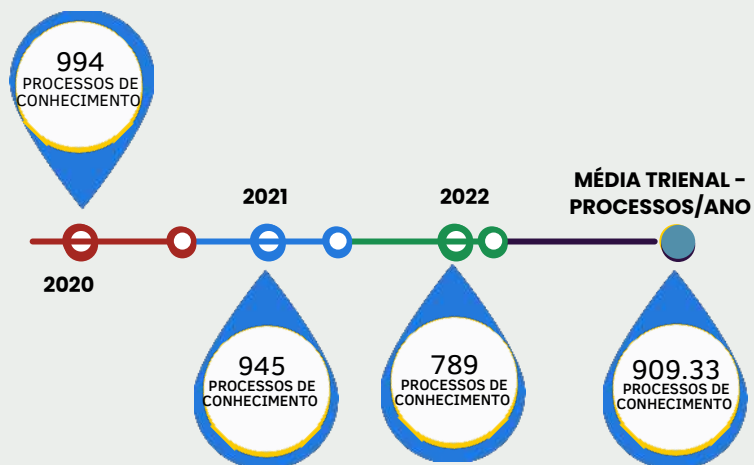 994
PROCESSOS DE
CONHECIMENTO
2020
2021
945
PROCESSOS DE
CONHECIMENTO
2022
789
PROCESSOS DE
CONHECIMENTO
MÉDIA TRIENAL -
PROCESSOS/ANO
909.33
PROCESSOS DE
CONHECIMENTO